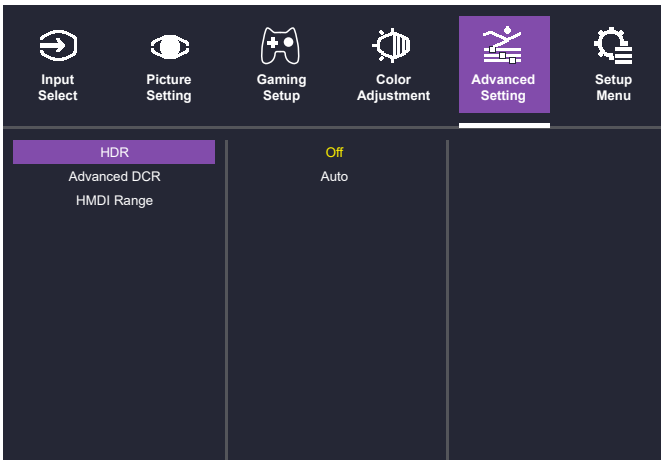 Input
Select
Picture
Setting
Gaming
Setup
Color
Adjustment
Advanced
Setting
Setup
Menu
HDR
Off
Advanced DCR
Auto
HMDI Range